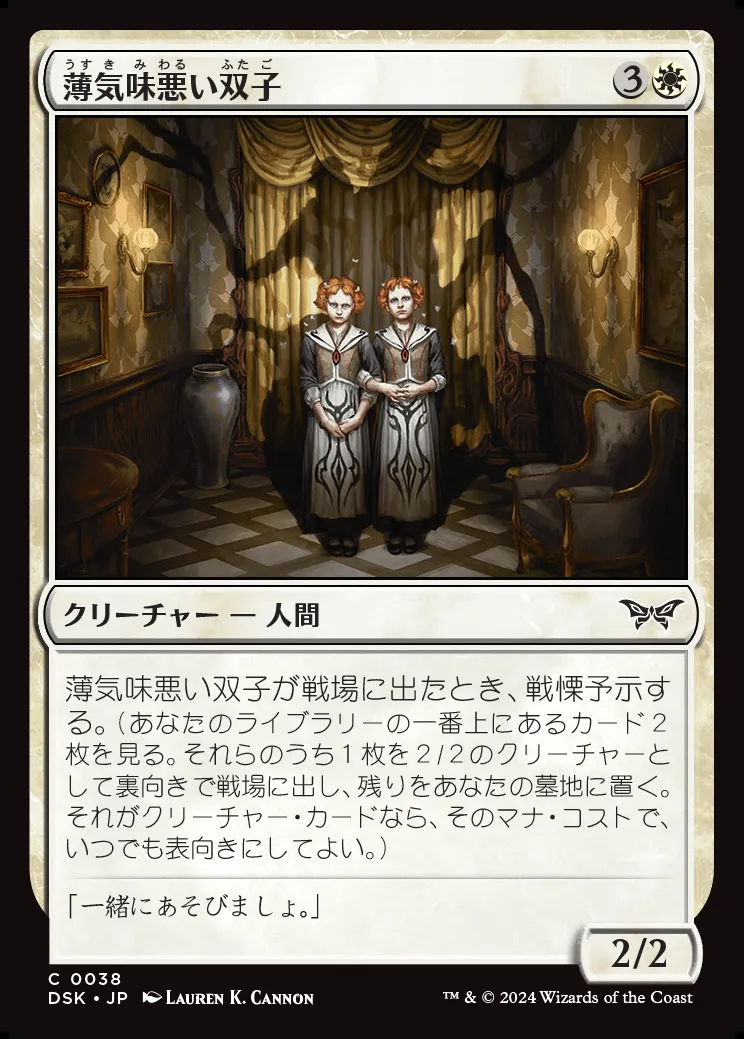 うすきみわる ふたご
薄気味悪い双子
3
クリーチャー — 人間
薄気味悪い双子が戦場に出たとき、戦慄予示す
る。（あなたのライブラリーの一番上にあるカード２
枚を見る。それらのうち１枚を２/２のクリーチャーと
して裏向きで戦場に出し、残りをあなたの墓地に置く。
それがクリーチャー・カードなら、そのマナ・コストで、
いつでも表向きにしてよい。）
「一緒にあそびましょ。」
2/2
C 0038
DSK • JP LAUREN K. CANNON
™ & © 2024 Wizards of the Coast